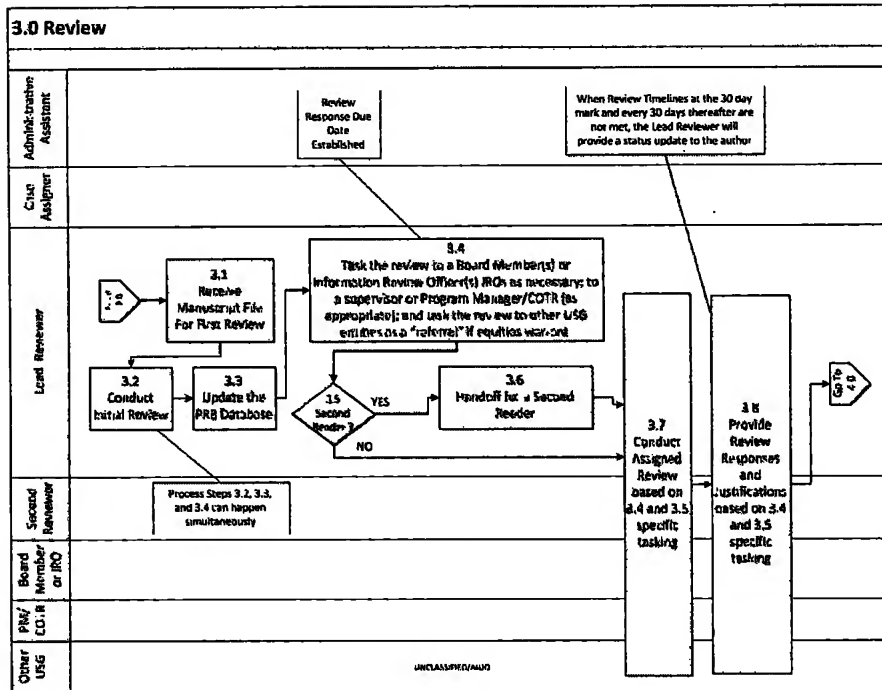 3.0 Review
Administrative
Assistant
Review
Response Due
Date
Established
When Review Timelines at the 30 day
mark and every 30 days thereafter are
not met, the Lead Reviewer will
provide a status update to the author
Case
Assigner
Lead Reviewer
3.1
Receive
Manuscript File
For First Review
3.2
Conduct
Initial Review
3.3
Update the
PRB Database
3.4
Task the review to a Board Member(s) or
Information Review Officer(s) IROs as necessary; to
a supervisor or Program Manager/COTR (as
appropriate); and task the review to other USG
entities as a "referral" if equities warrant
3.5
Second
Reader ?
YES
NO
3.6
Handoff for a Second
Reader
3.7
Conduct
Assigned
Review
based on
3.4 and 3.5
specific
tasking
3.8
Provide
Review
Responses
and
Justifications
based on 3.4
and 3.5
specific
tasking
Go To
4.0
Second
Reviewer
Process Steps 3.2, 3.3,
and 3.4 can happen
simultaneously
Board
Member
or IRO
PM/
COTR
Other
USG
UNCLASSIFIED/AIUO